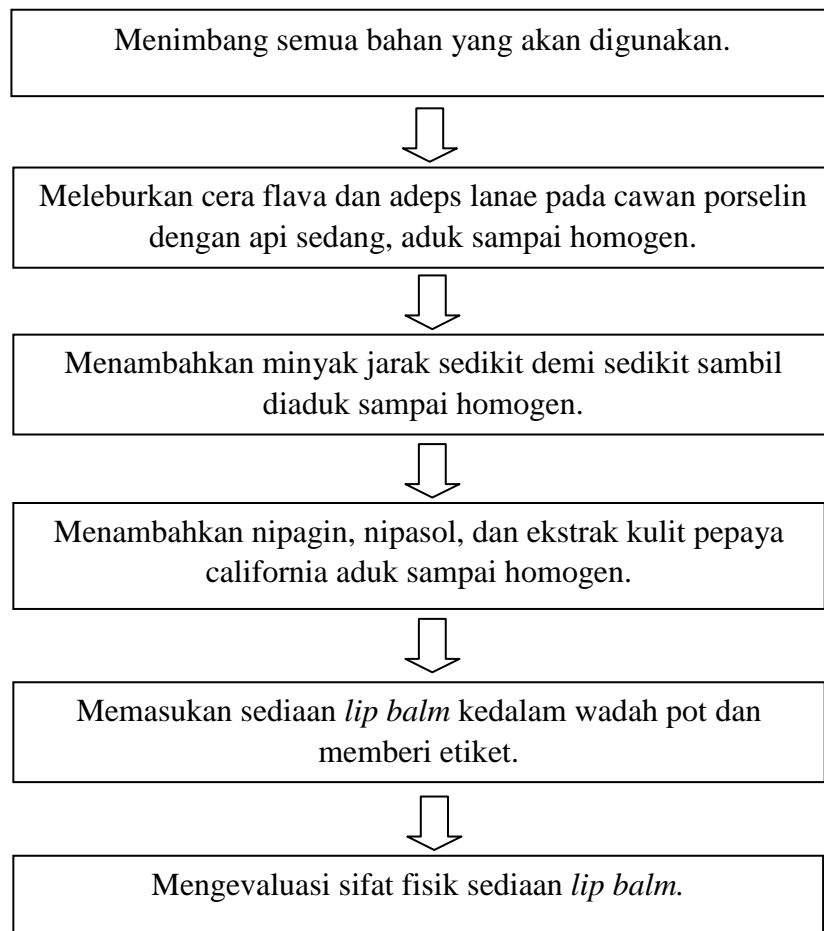 Menimbang semua bahan yang akan digunakan.
Meleburkan cera flava dan adeps lanae pada cawan porselin
dengan api sedang, aduk sampai homogen.
Menambahkan minyak jarak sedikit demi sedikit sambil
diaduk sampai homogen.
Menambahkan nipagin, nipasol, dan ekstrak kulit pepaya
california aduk sampai homogen.
Memasukan sediaan lip balm kedalam wadah pot dan
memberi etiket.
Mengevaluasi sifat fisik sediaan lip balm.